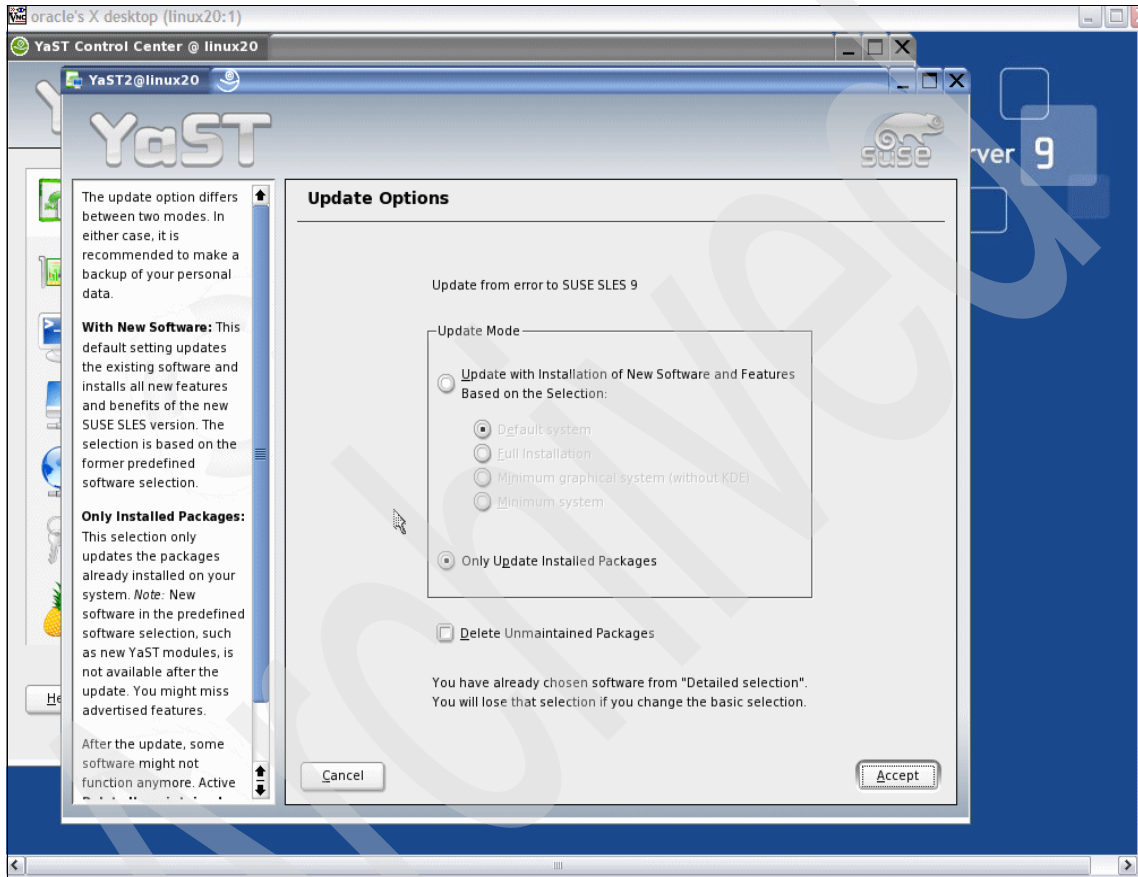 oracle's X desktop (linux20:1)
YaST Control Center @ linux20
YaST2@linux20
YaST
SUSE
rver 9
The update option differs
between two modes. In
either case, it is
recommended to make a
backup of your personal
data.
With New Software: This
default setting updates
the existing software and
installs all new features
and benefits of the new
SUSE SLES version. The
selection is based on the
former predefined
software selection.
Only Installed Packages:
This selection only
updates the packages
already installed on your
system. Note: New
software in the predefined
software selection, such
as new YaST modules, is
not available after the
update. You might miss
advertised features.
After the update, some
software might not
function anymore. Active
Update Options
Update from error to SUSE SLES 9
Update Mode
Update with Installation of New Software and Features
Based on the Selection:
Default system
Full Installation
Minimum graphical system (without KDE)
Minimum system
Only Update Installed Packages
Delete Unmaintained Packages
You have already chosen software from "Detailed selection".
You will lose that selection if you change the basic selection.
Cancel
Accept
He
Archived